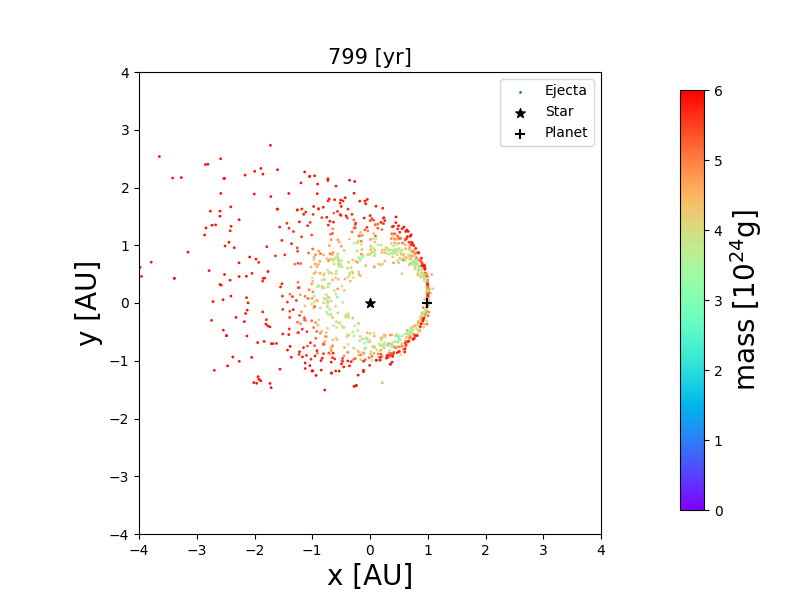 799 [yr]
Ejecta
Star
Planet
4
3
2
1
0
−1
−2
−3
−4
y [AU]
−4 −3 −2 −1 0 1 2 3 4
x [AU]
6
5
4
3
2
1
0
mass [10²⁴g]